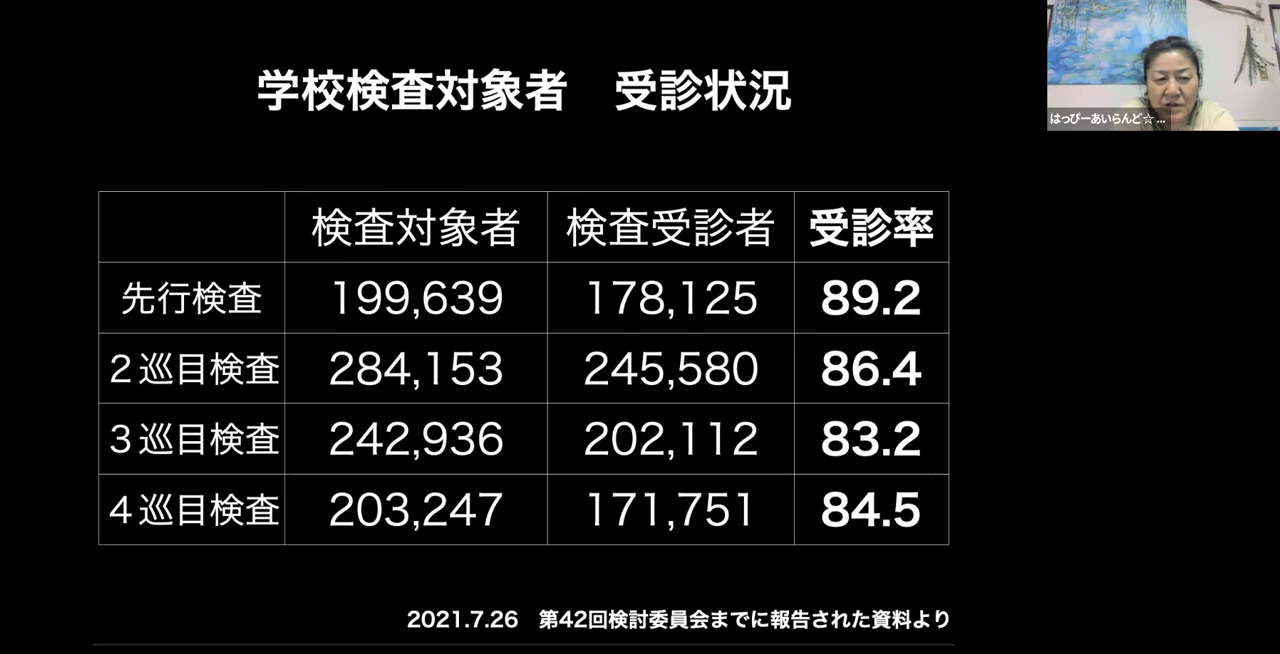 学校検査対象者　受診状況
はっぴーあいらんど☆ ...
検査対象者 検査受診者 受診率
先行検査 199,639 178,125 89.2
２巡目検査 284,153 245,580 86.4
３巡目検査 242,936 202,112 83.2
４巡目検査 203,247 171,751 84.5
2021.7.26　第42回検討委員会までに報告された資料より